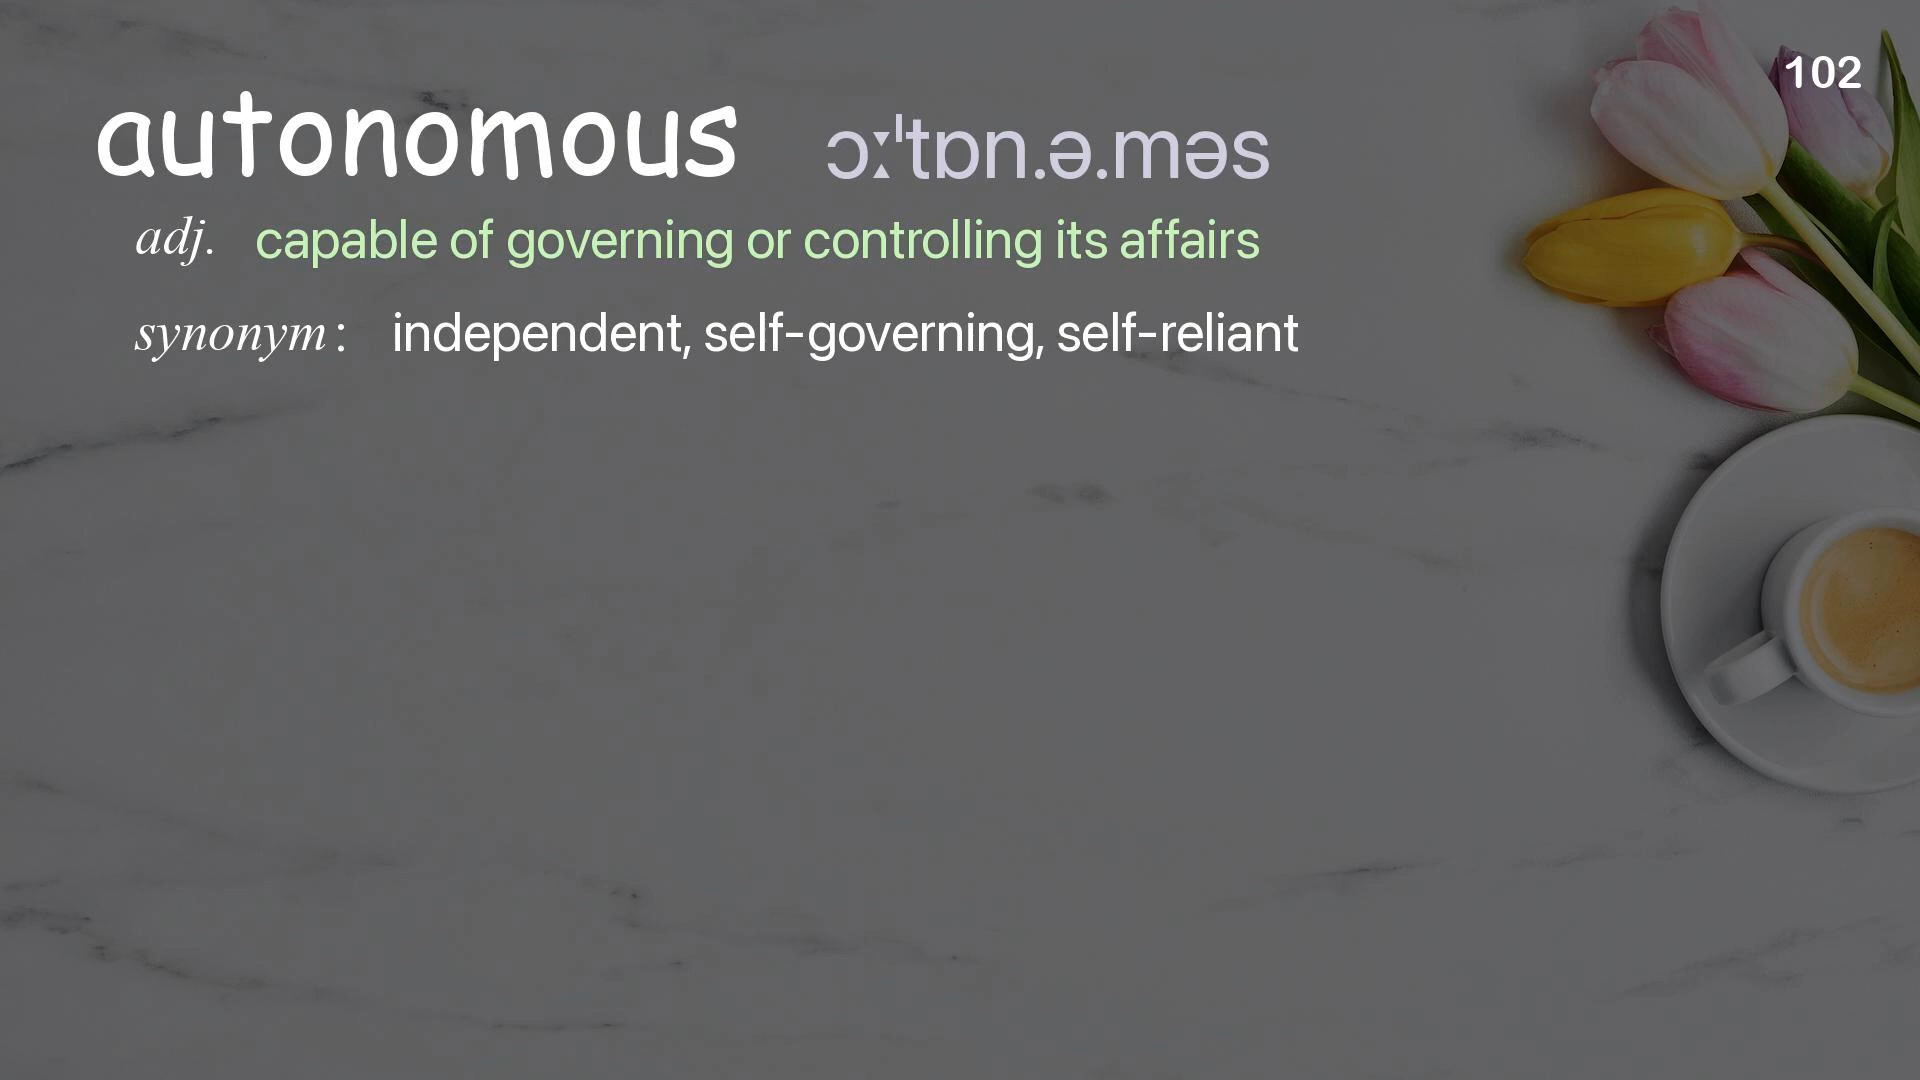 102
autonomous ɔːˈtɒn.ə.məs
adj. capable of governing or controlling its affairs
synonym: independent, self-governing, self-reliant